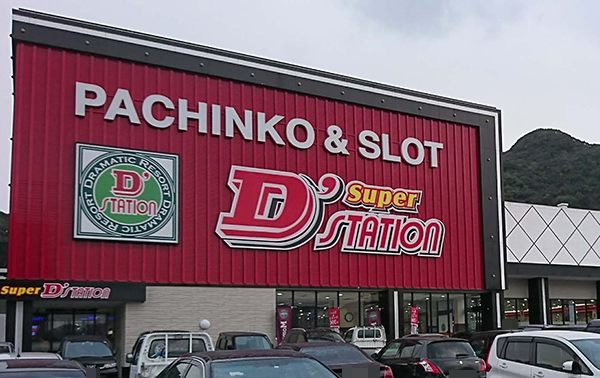 PACHINKO & SLOT
DRAMATIC RESORT DRAMATIC RESORT
D'
STATION
D'
Super
STATION
Super D' STATION